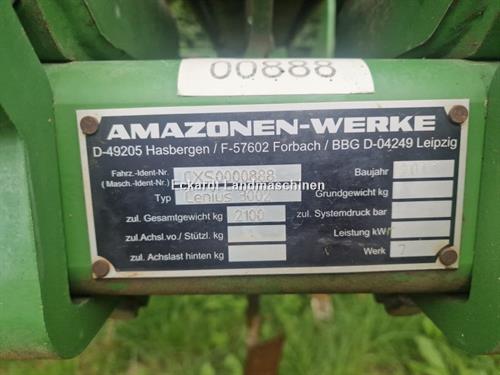 00888
AMAZONEN-WERKE
D-49205 Hasbergen / F-57602 Forbach / BBG D-04249 Leipzig
Fahrz.-Ident-Nr. Baujahr
(Masch.-Ident.-Nr.) CXS0000888
Eckardt Landmaschinen
Typ Cenius 3002 Grundgewicht kg
zul. Gesamtgewicht kg 2100 zul. Systemdruck bar
zul. Achsl.vo./ Stützl. kg Leistung kW/
zul. Achslast hinten kg Werk 7